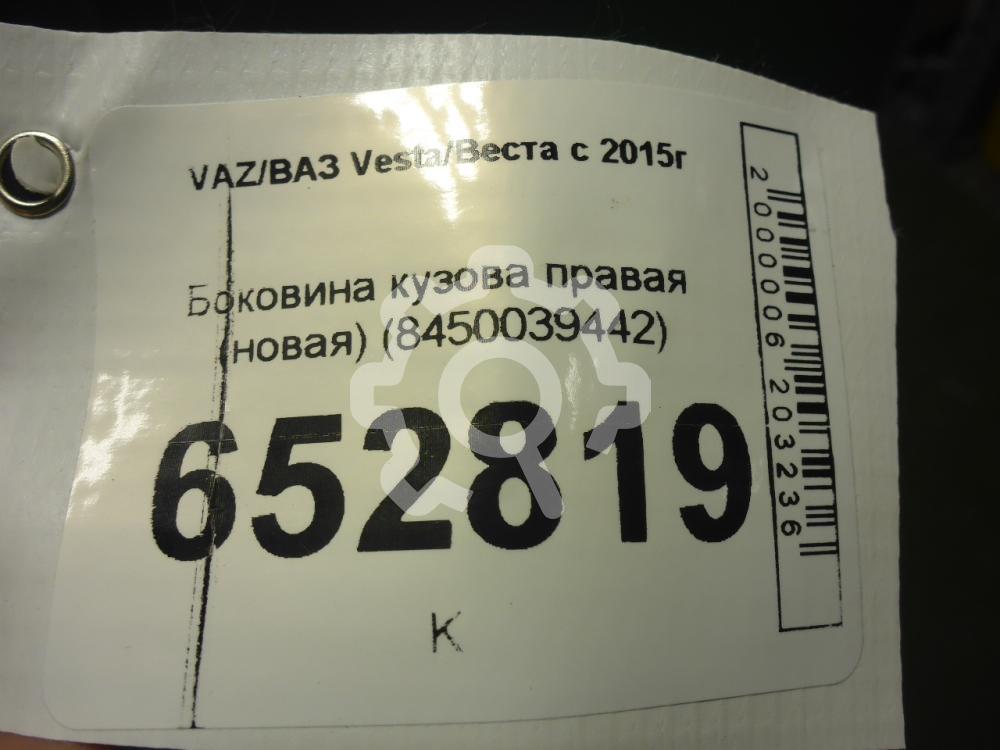 VAZ/ВАЗ Vesta/Веста с 2015г
Боковина кузова правая
(новая) (8450039442)
652819
К
2000006203236